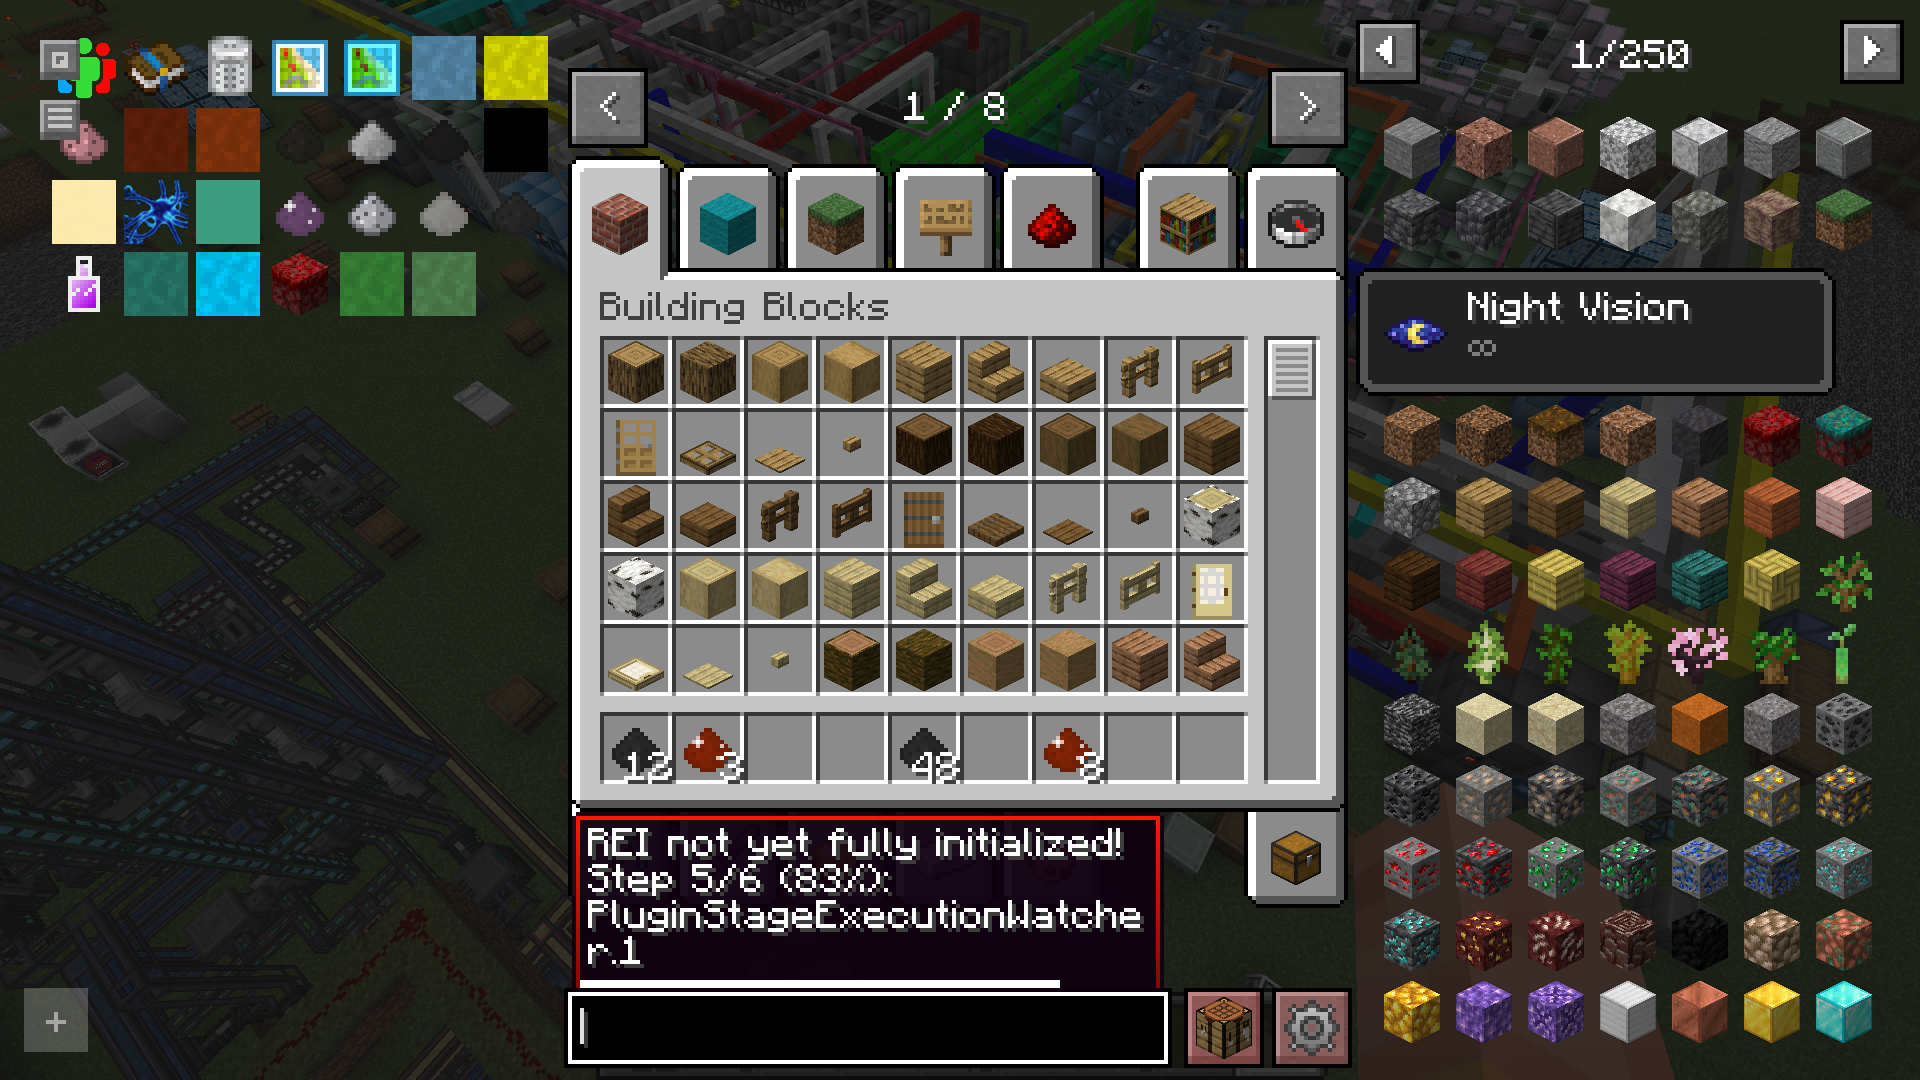 1 / 8
1/250
Building Blocks
Night Vision
∞
12
3
48
8
REI not yet fully initialized!
Step 5/6 (83%):
PluginStageExecutionWatche
r.1